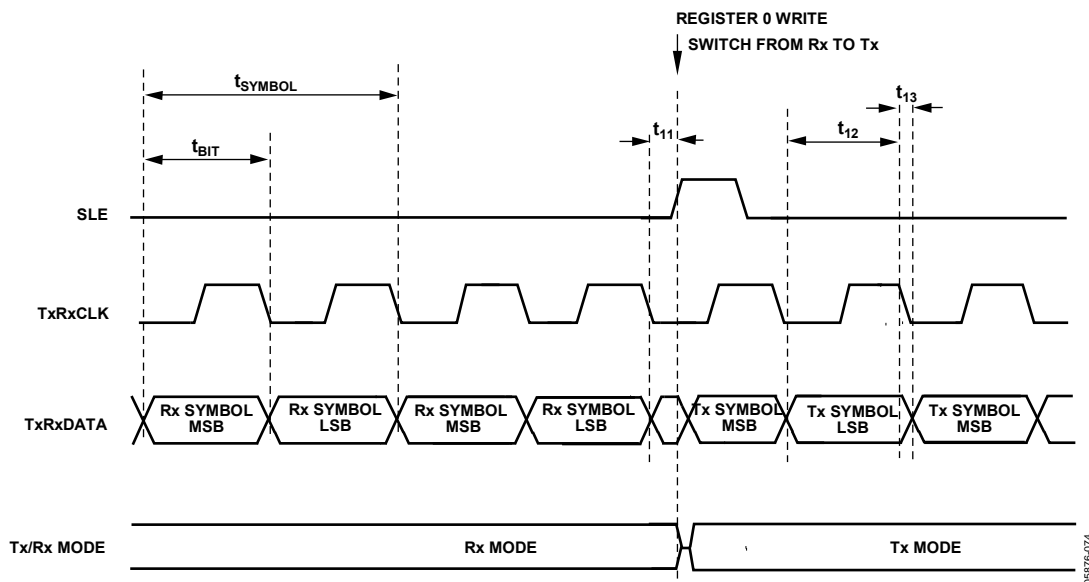 REGISTER 0 WRITE
SWITCH FROM Rx TO Tx
tSYMBOL
t13
t11
t12
tBIT
SLE
TxRxCLK
TxRxDATA
Rx SYMBOL
MSB
Rx SYMBOL
LSB
Rx SYMBOL
MSB
Rx SYMBOL
LSB
Tx SYMBOL
MSB
Tx SYMBOL
LSB
Tx SYMBOL
MSB
Tx/Rx MODE
Rx MODE
Tx MODE
05876-074